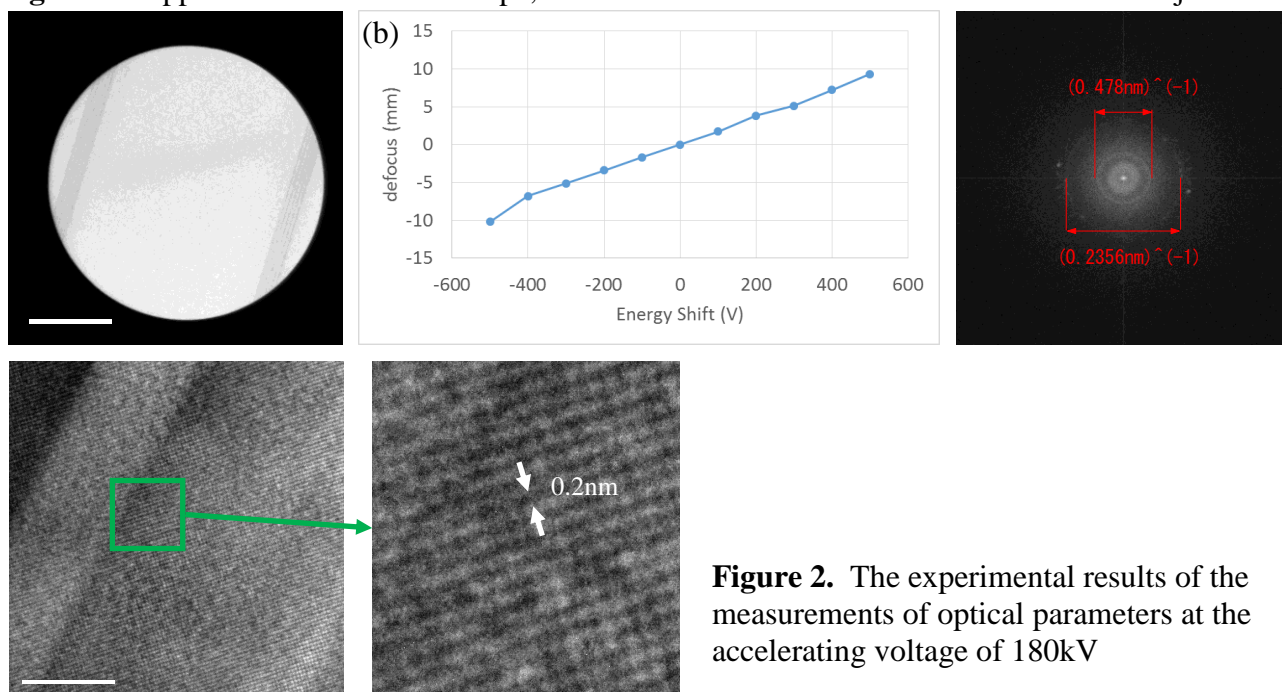 (b)
15
10
5
0
-5
-10
-15
defocus (mm)
-600 -400 -200 0 200 400 600
Energy Shift (V)
(0.478nm)^(-1)
(0.2356nm)^(-1)
0.2nm
Figure 2. The experimental results of the
measurements of optical parameters at the
accelerating voltage of 180kV